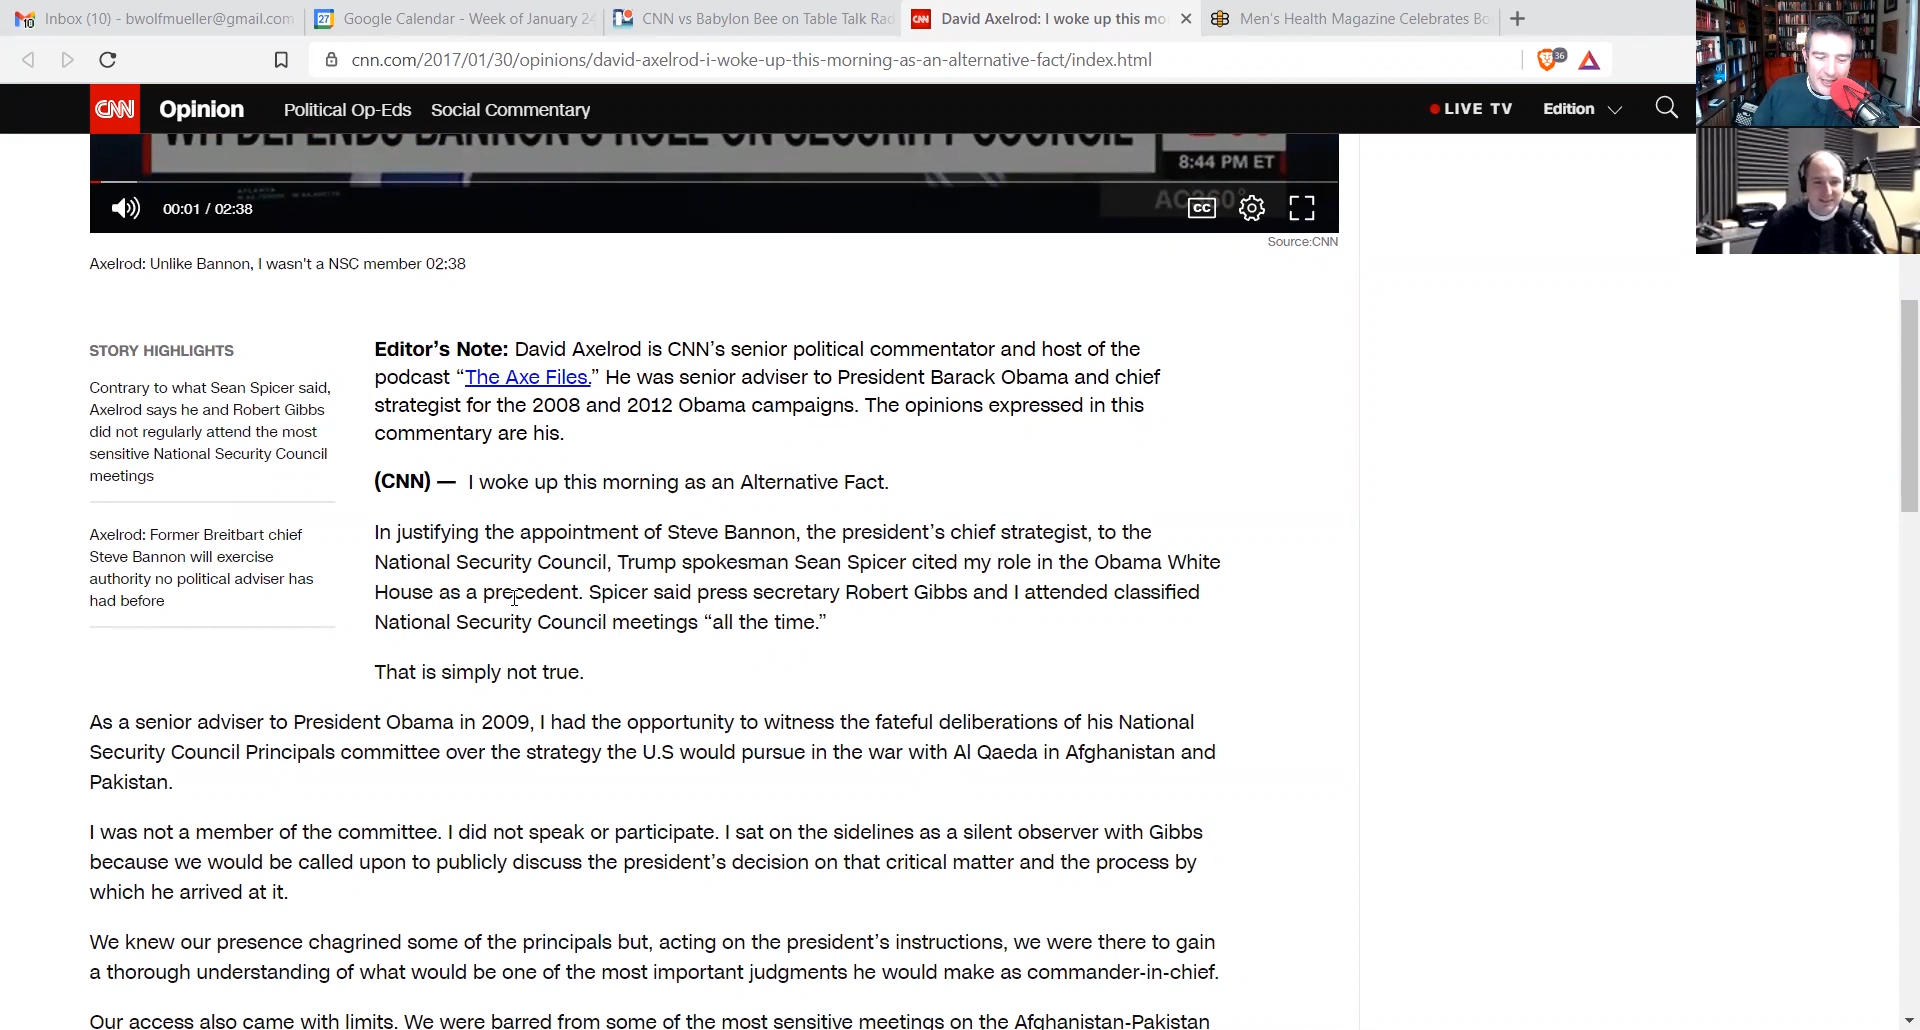 Inbox (10) - bwolfmueller@gmail.com
27 Google Calendar - Week of January 24
CNN vs Babylon Bee on Table Talk Rad
CNN David Axelrod: I woke up this mo
Men's Health Magazine Celebrates Bo
cnn.com/2017/01/30/opinions/david-axelrod-i-woke-up-this-morning-as-an-alternative-fact/index.html
36
CNN Opinion Political Op-Eds Social Commentary LIVE TV Edition
WH DEFENDS BANNON'S ROLE ON SECURITY COUNCIL
8:44 PM ET
AC360°
00:01 / 02:38 CC
Source:CNN
Axelrod: Unlike Bannon, I wasn't a NSC member 02:38
STORY HIGHLIGHTS
Contrary to what Sean Spicer said,
Axelrod says he and Robert Gibbs
did not regularly attend the most
sensitive National Security Council
meetings
Axelrod: Former Breitbart chief
Steve Bannon will exercise
authority no political adviser has
had before
Editor’s Note: David Axelrod is CNN’s senior political commentator and host of the
podcast “The Axe Files.” He was senior adviser to President Barack Obama and chief
strategist for the 2008 and 2012 Obama campaigns. The opinions expressed in this
commentary are his.
(CNN) — I woke up this morning as an Alternative Fact.
In justifying the appointment of Steve Bannon, the president’s chief strategist, to the
National Security Council, Trump spokesman Sean Spicer cited my role in the Obama White
House as a precedent. Spicer said press secretary Robert Gibbs and I attended classified
National Security Council meetings “all the time.”
That is simply not true.
As a senior adviser to President Obama in 2009, I had the opportunity to witness the fateful deliberations of his National
Security Council Principals committee over the strategy the U.S would pursue in the war with Al Qaeda in Afghanistan and
Pakistan.
I was not a member of the committee. I did not speak or participate. I sat on the sidelines as a silent observer with Gibbs
because we would be called upon to publicly discuss the president’s decision on that critical matter and the process by
which he arrived at it.
We knew our presence chagrined some of the principals but, acting on the president’s instructions, we were there to gain
a thorough understanding of what would be one of the most important judgments he would make as commander-in-chief.
Our access also came with limits. We were barred from some of the most sensitive meetings on the Afghanistan-Pakistan